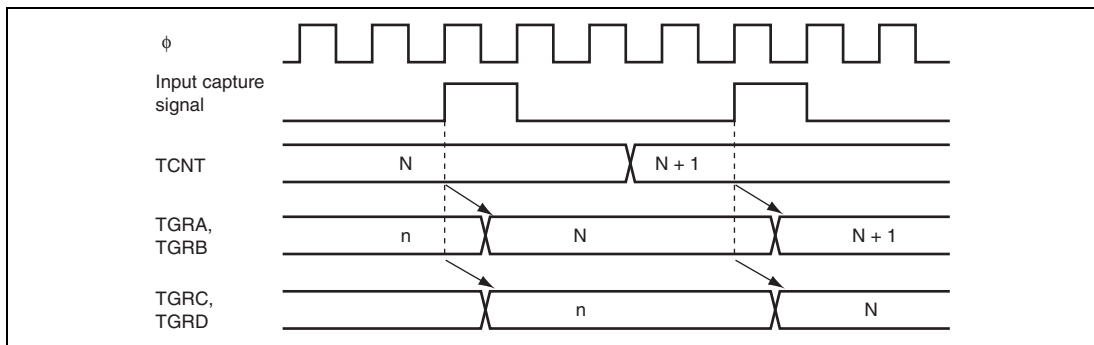 ϕ
Input capture
signal
TCNT
N
N + 1
TGRA,
TGRB
n
N
N + 1
TGRC,
TGRD
n
N